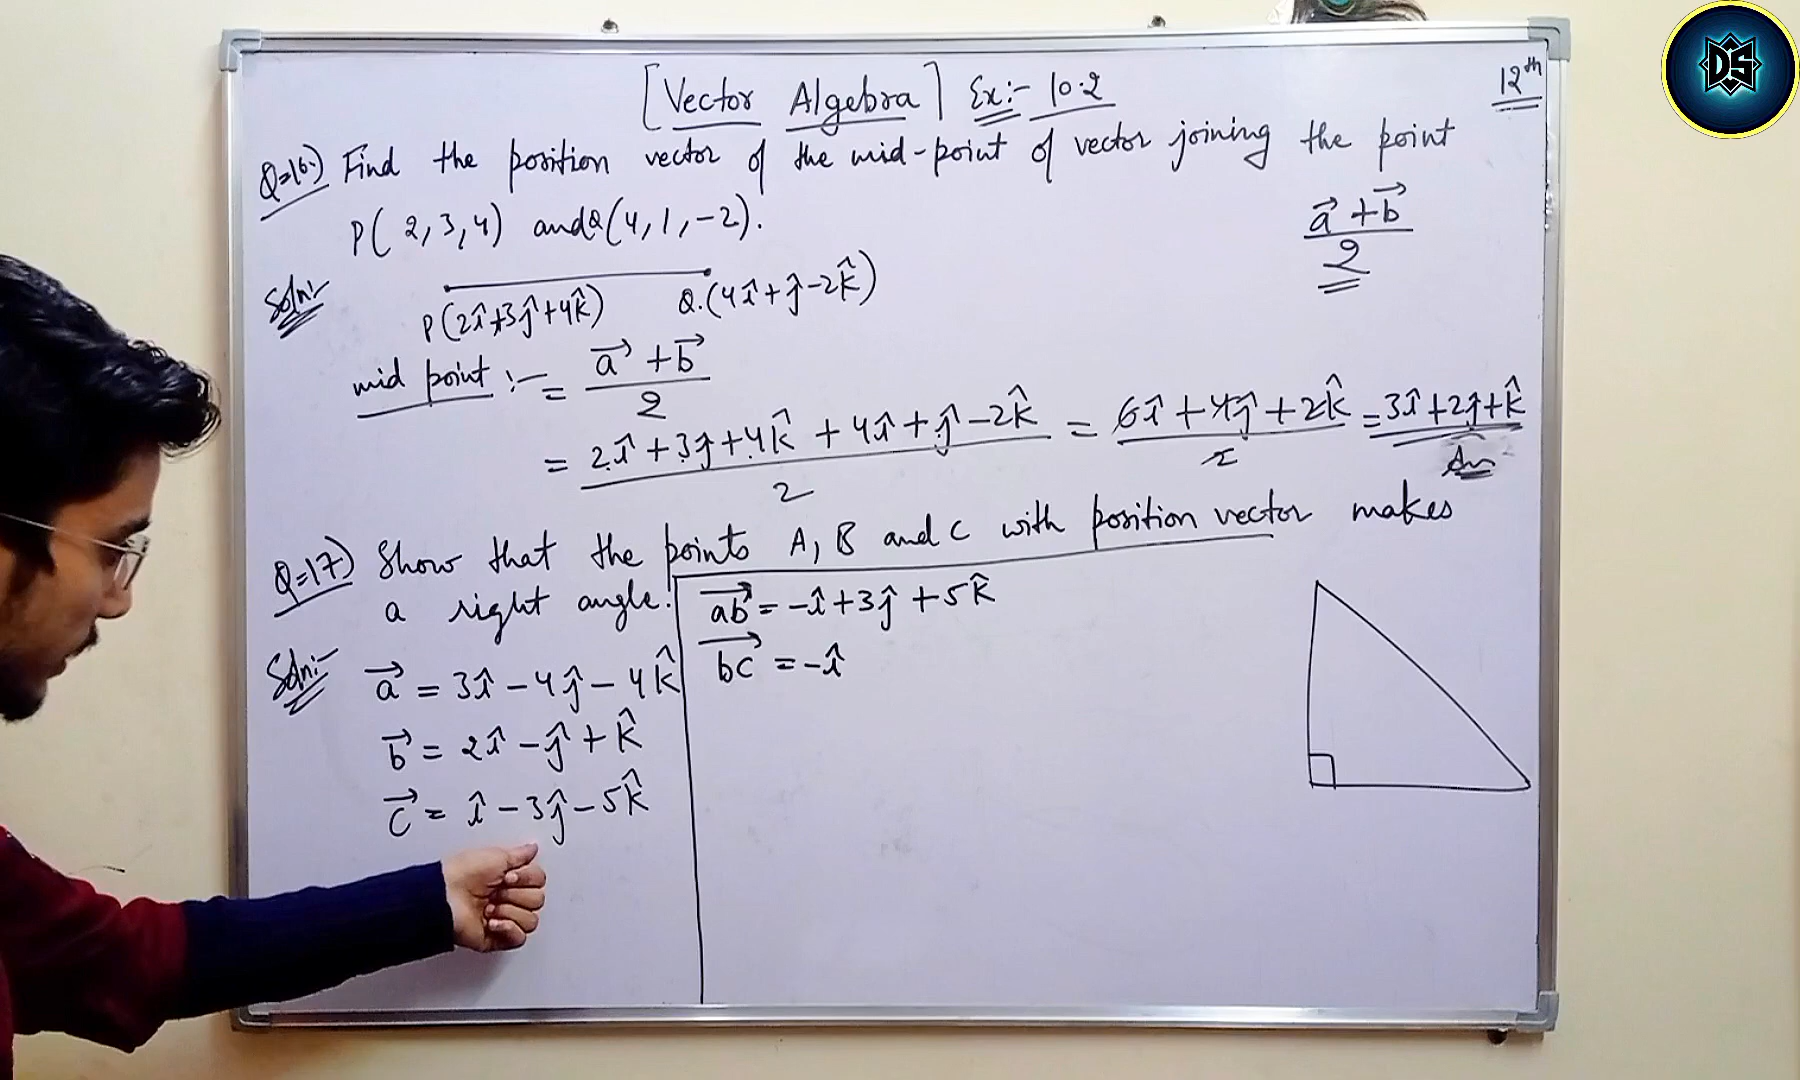 [Vector Algebra] Ex:- 10.2
12th
Q=16.) Find the position vector of the mid-point of vector joining the point
P( 2,3,4) and Q(4,1,-2).
a⃗ + b⃗ / 2
Soln:-
P(2î+3ĵ+4k̂) Q.(4î+ĵ-2k̂)
mid point :- = a⃗ + b⃗ / 2
= 2î+3ĵ+4k̂ + 4î+ĵ-2k̂ / 2 = 6î+4ĵ+2k̂ / 2 = 3î+2ĵ+k̂
Ans
Q=17) Show that the points A, B and C with position vector makes
a right angle.
Soln:- a⃗ = 3î - 4ĵ - 4k̂
b⃗ = 2î - ĵ + k̂
c⃗ = î - 3ĵ - 5k̂
ab⃗ = -î+3ĵ+5k̂
bc⃗ = -î
DS